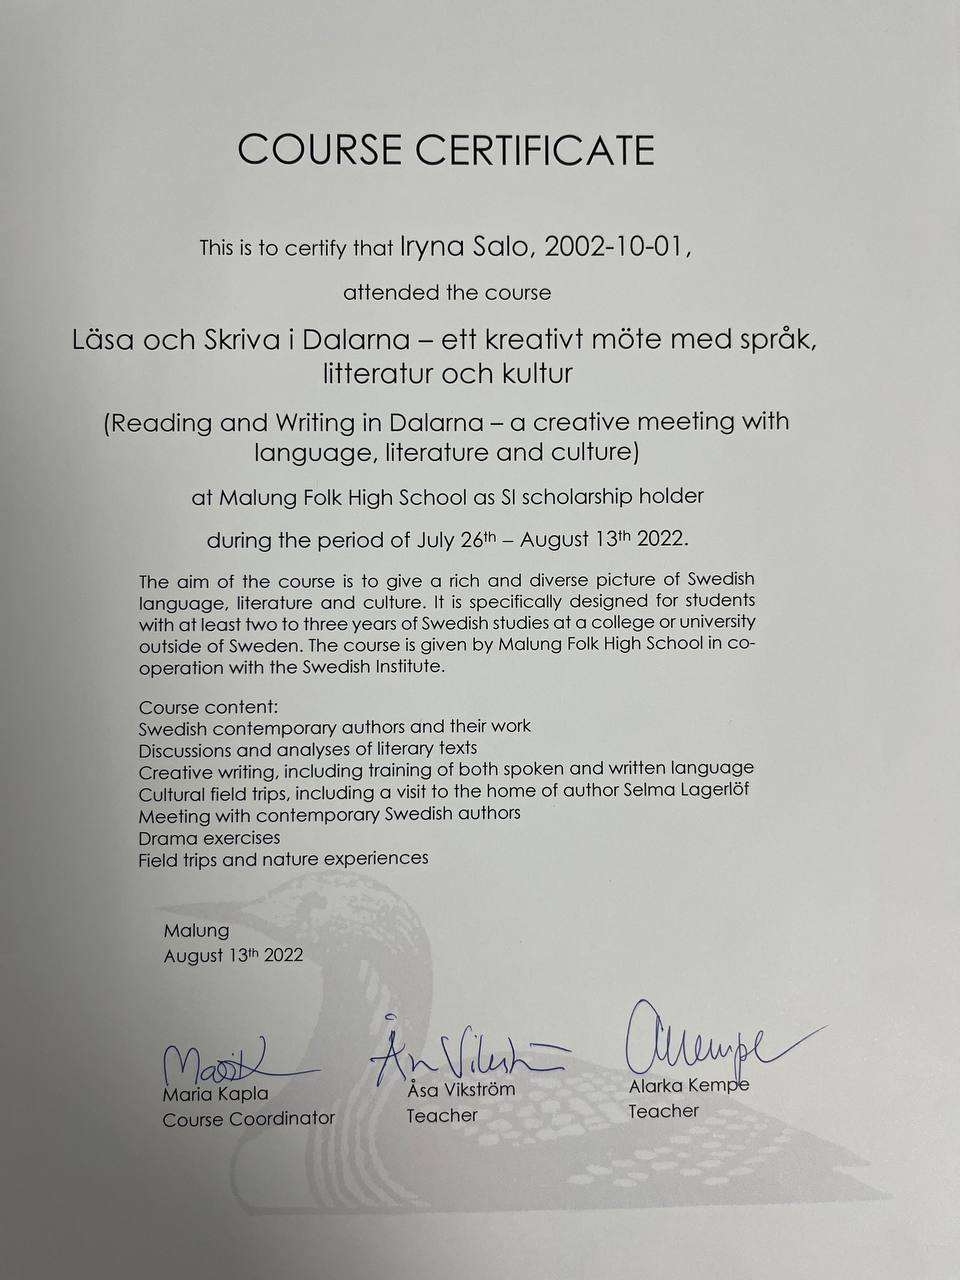 COURSE CERTIFICATE
This is to certify that Iryna Salo, 2002-10-01,
attended the course
Läsa och Skriva i Dalarna – ett kreativt möte med språk,
litteratur och kultur
(Reading and Writing in Dalarna – a creative meeting with
language, literature and culture)
at Malung Folk High School as SI scholarship holder
during the period of July 26th – August 13th 2022.
The aim of the course is to give a rich and diverse picture of Swedish
language, literature and culture. It is specifically designed for students
with at least two to three years of Swedish studies at a college or university
outside of Sweden. The course is given by Malung Folk High School in co-
operation with the Swedish Institute.
Course content:
Swedish contemporary authors and their work
Discussions and analyses of literary texts
Creative writing, including training of both spoken and written language
Cultural field trips, including a visit to the home of author Selma Lagerlöf
Meeting with contemporary Swedish authors
Drama exercises
Field trips and nature experiences
Malung
August 13th 2022
Maria Kapla
Course Coordinator
Åsa Vikström
Teacher
Alarka Kempe
Teacher